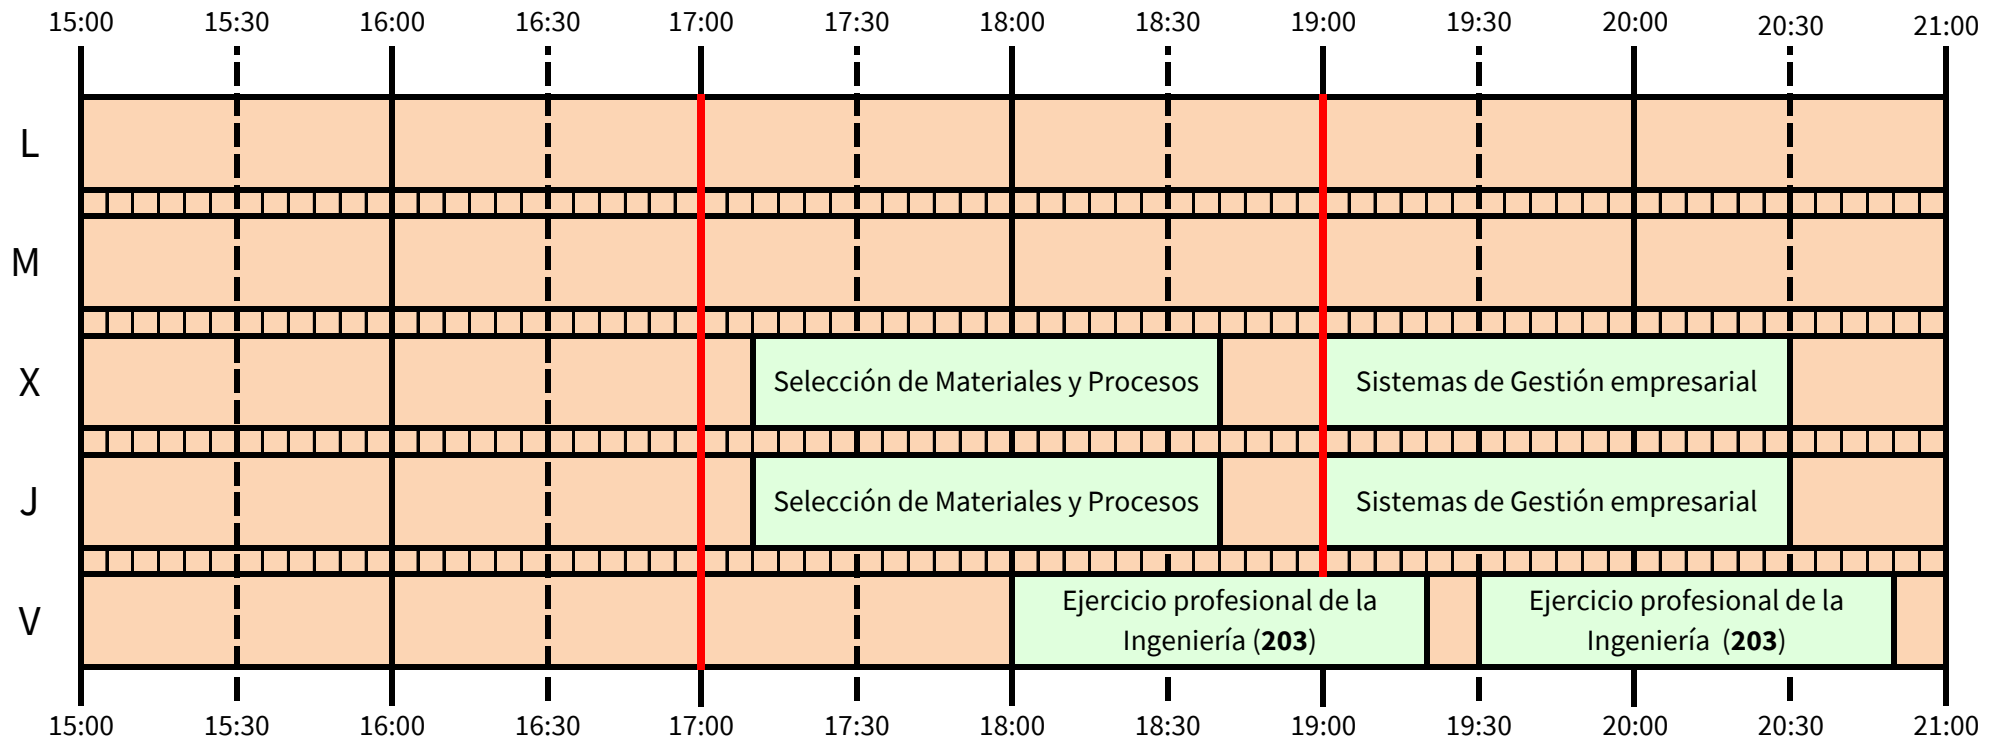 15:00 15:30 16:00 16:30 17:00 17:30 18:00 18:30 19:00 19:30 20:00 20:30 21:00
L
M
X Selección de Materiales y Procesos Sistemas de Gestión empresarial
J Selección de Materiales y Procesos Sistemas de Gestión empresarial
V
Ejercicio profesional de la
Ingeniería (203)
Ejercicio profesional de la
Ingeniería (203)
15:00 15:30 16:00 16:30 17:00 17:30 18:00 18:30 19:00 19:30 20:00 20:30 21:00